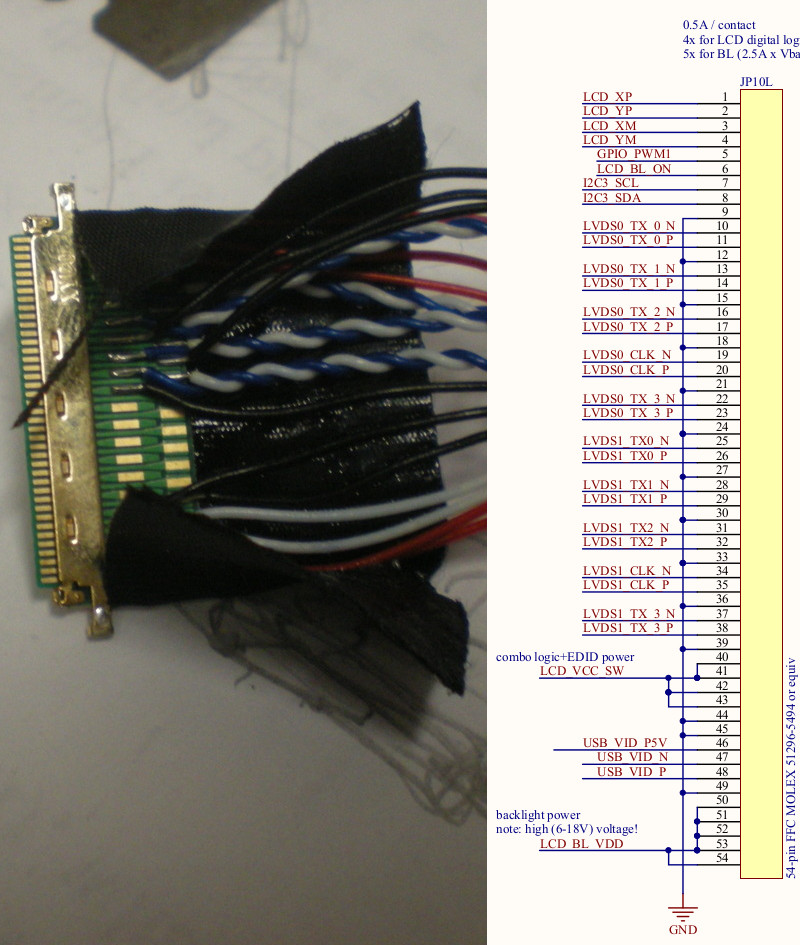 0.5A / contact
4x for LCD digital log
5x for BL (2.5A x Vba
JP10L
LCD_XP 1
LCD_YP 2
LCD_XM 3
LCD_YM 4
GPIO_PWM1 5
LCD_BL_ON 6
I2C3_SCL 7
I2C3_SDA 8
9
LVDS0_TX_0_N 10
LVDS0_TX_0_P 11
12
LVDS0_TX_1_N 13
LVDS0_TX_1_P 14
15
LVDS0_TX_2_N 16
LVDS0_TX_2_P 17
18
LVDS0_CLK_N 19
LVDS0_CLK_P 20
21
LVDS0_TX_3_N 22
LVDS0_TX_3_P 23
24
LVDS1_TX0_N 25
LVDS1_TX0_P 26
27
LVDS1_TX1_N 28
LVDS1_TX1_P 29
30
LVDS1_TX2_N 31
LVDS1_TX2_P 32
33
LVDS1_CLK_N 34
LVDS1_CLK_P 35
36
LVDS1_TX_3_N 37
LVDS1_TX_3_P 38
39
combo logic+EDID power 40
LCD_VCC_SW 41
42
43
44
45
USB_VID_P5V 46
USB_VID_N 47
USB_VID_P 48
49
50
backlight power 51
note: high (6-18V) voltage! 52
LCD_BL_VDD 53
54
54-pin FFC MOLEX 51296-5494 or equiv
GND